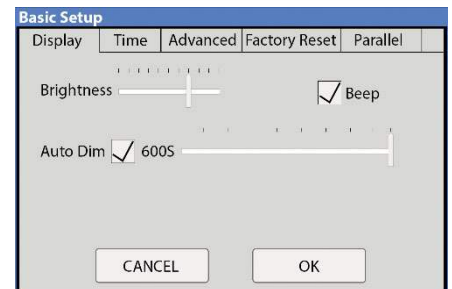 Basic Setup
Display Time Advanced Factory Reset Parallel
Brightness Beep
Auto Dim 600S
CANCEL OK